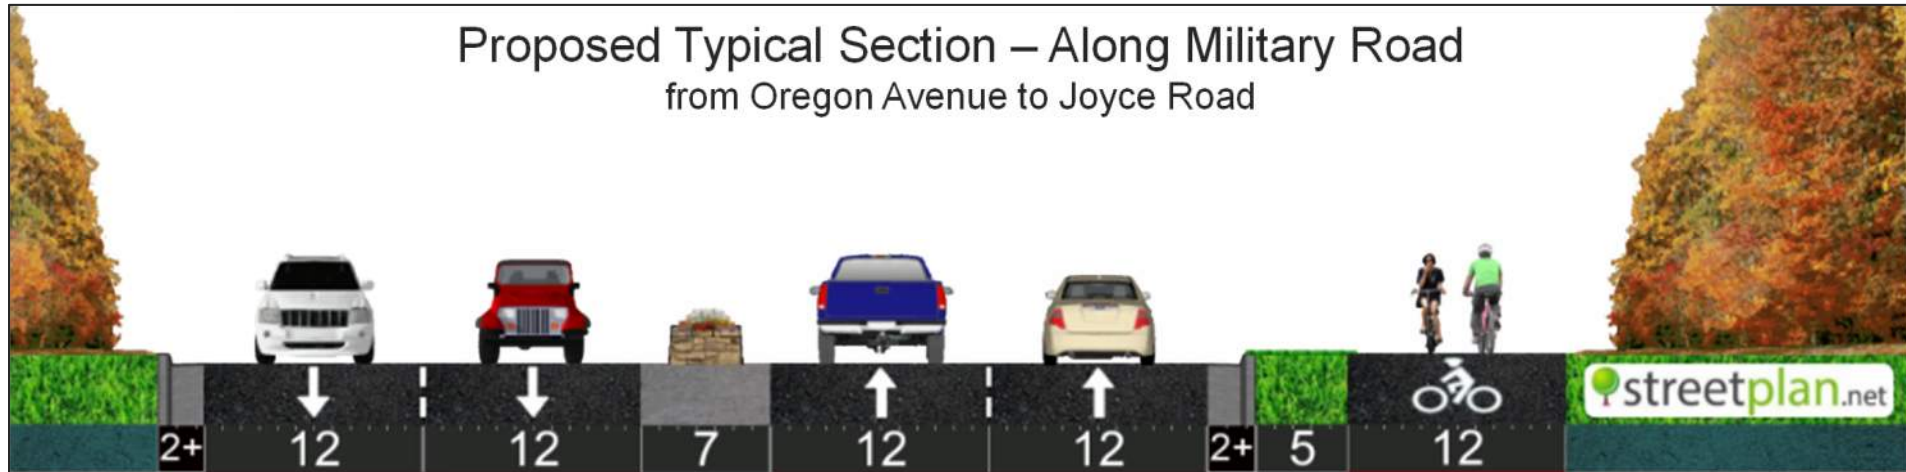 Proposed Typical Section – Along Military Road
from Oregon Avenue to Joyce Road
streetplan.net
2+ 12 12 7 12 12 2+ 5 12